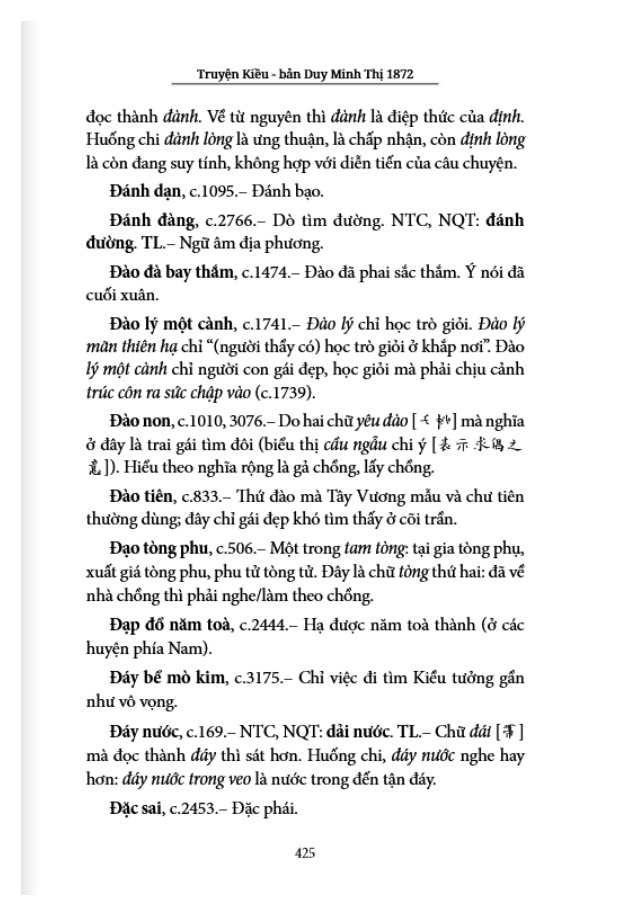 Truyện Kiều - bản Duy Minh Thị 1872
đọc thành đành. Về từ nguyên thì đành là điệp thức của định.
Huống chi đành lòng là ưng thuận, là chấp nhận, còn định lòng
là còn đang suy tính, không hợp với diễn tiến của câu chuyện.
Đánh dạn, c.1095.– Đánh bạo.
Đánh đàng, c.2766.– Dò tìm đường. NTC, NQT: đánh
đường. TL.– Ngữ âm địa phương.
Đào đà bay thắm, c.1474.– Đào đã phai sắc thắm. Ý nói đã
cuối xuân.
Đào lý một cành, c.1741.– Đào lý chỉ học trò giỏi. Đào lý
mãn thiên hạ chỉ “(người thầy có) học trò giỏi ở khắp nơi”. Đào
lý một cành chỉ người con gái đẹp, học giỏi mà phải chịu cảnh
trúc côn ra sức chập vào (c.1739).
Đào non, c.1010, 3076.– Do hai chữ yêu đào [ ] mà nghĩa
ở đây là trai gái tìm đôi (biểu thị cầu ngẫu chi ý [表示求偶之
意]). Hiểu theo nghĩa rộng là gả chồng, lấy chồng.
Đào tiên, c.833.– Thứ đào mà Tây Vương mẫu và chư tiên
thường dùng; đây chỉ gái đẹp khó tìm thấy ở cõi trần.
Đạo tòng phu, c.506.– Một trong tam tòng: tại gia tòng phụ,
xuất giá tòng phu, phu tử tòng tử. Đây là chữ tòng thứ hai: đã về
nhà chồng thì phải nghe/làm theo chồng.
Đạp đổ năm toà, c.2444.– Hạ được năm toà thành (ở các
huyện phía Nam).
Đáy bể mò kim, c.3175.– Chỉ việc đi tìm Kiều tưởng gần
như vô vọng.
Đáy nước, c.169.– NTC, NQT: dải nước. TL.– Chữ đái [ ]
mà đọc thành đáy thì sát hơn. Huống chi, đáy nước nghe hay
hơn: đáy nước trong veo là nước trong đến tận đáy.
Đặc sai, c.2453.– Đặc phái.
425